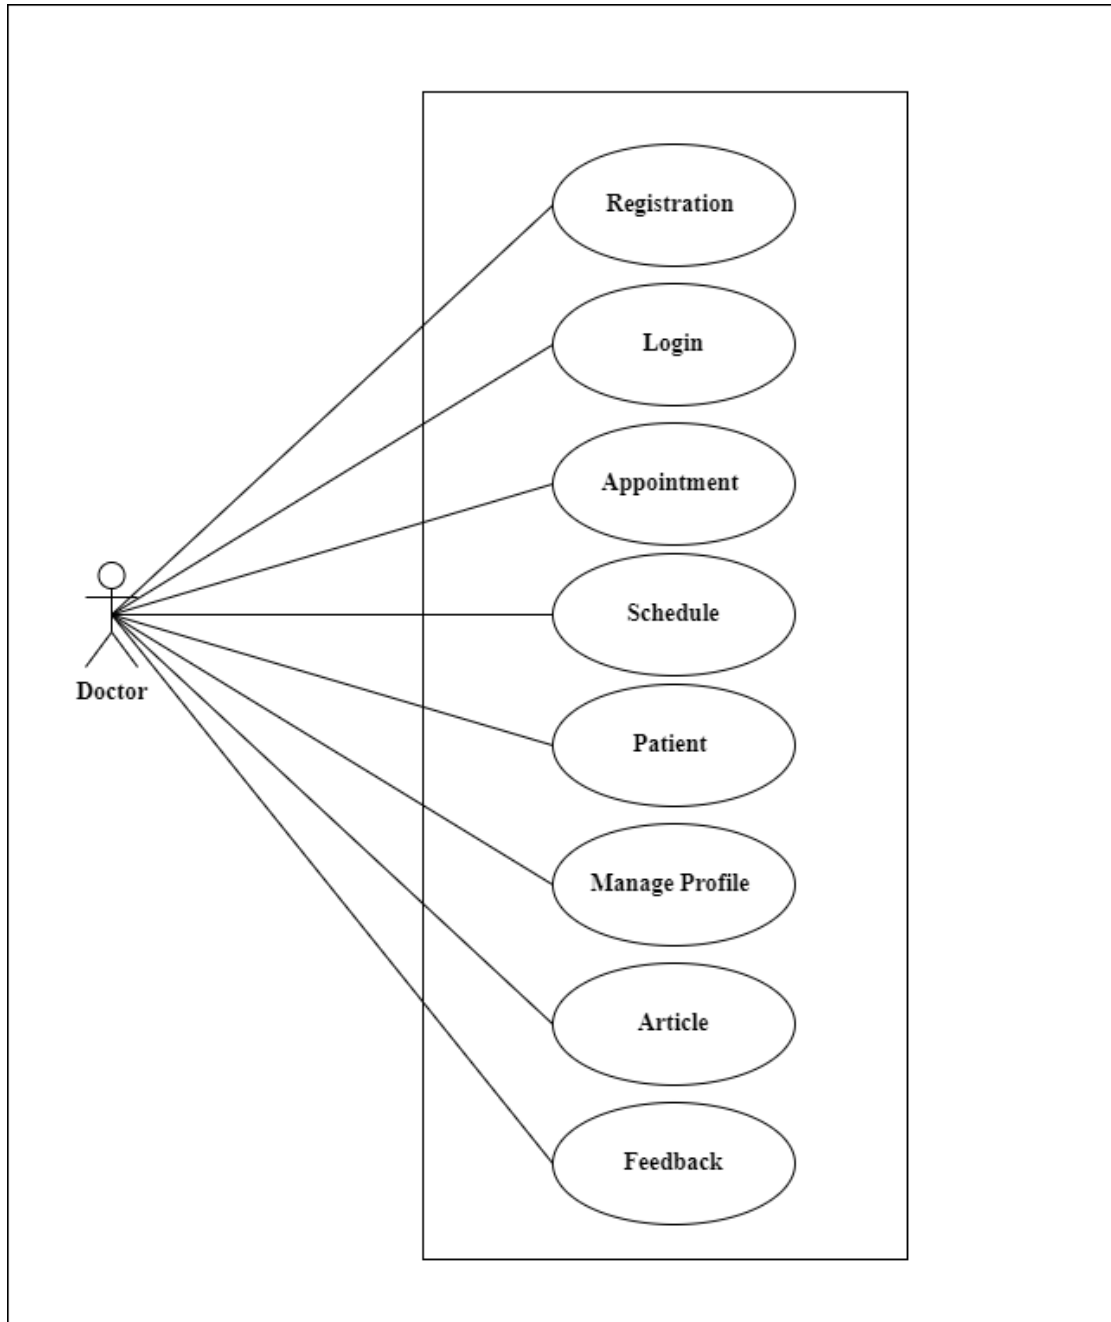 Registration
Login
Appointment
Schedule
Doctor
Patient
Manage Profile
Article
Feedback